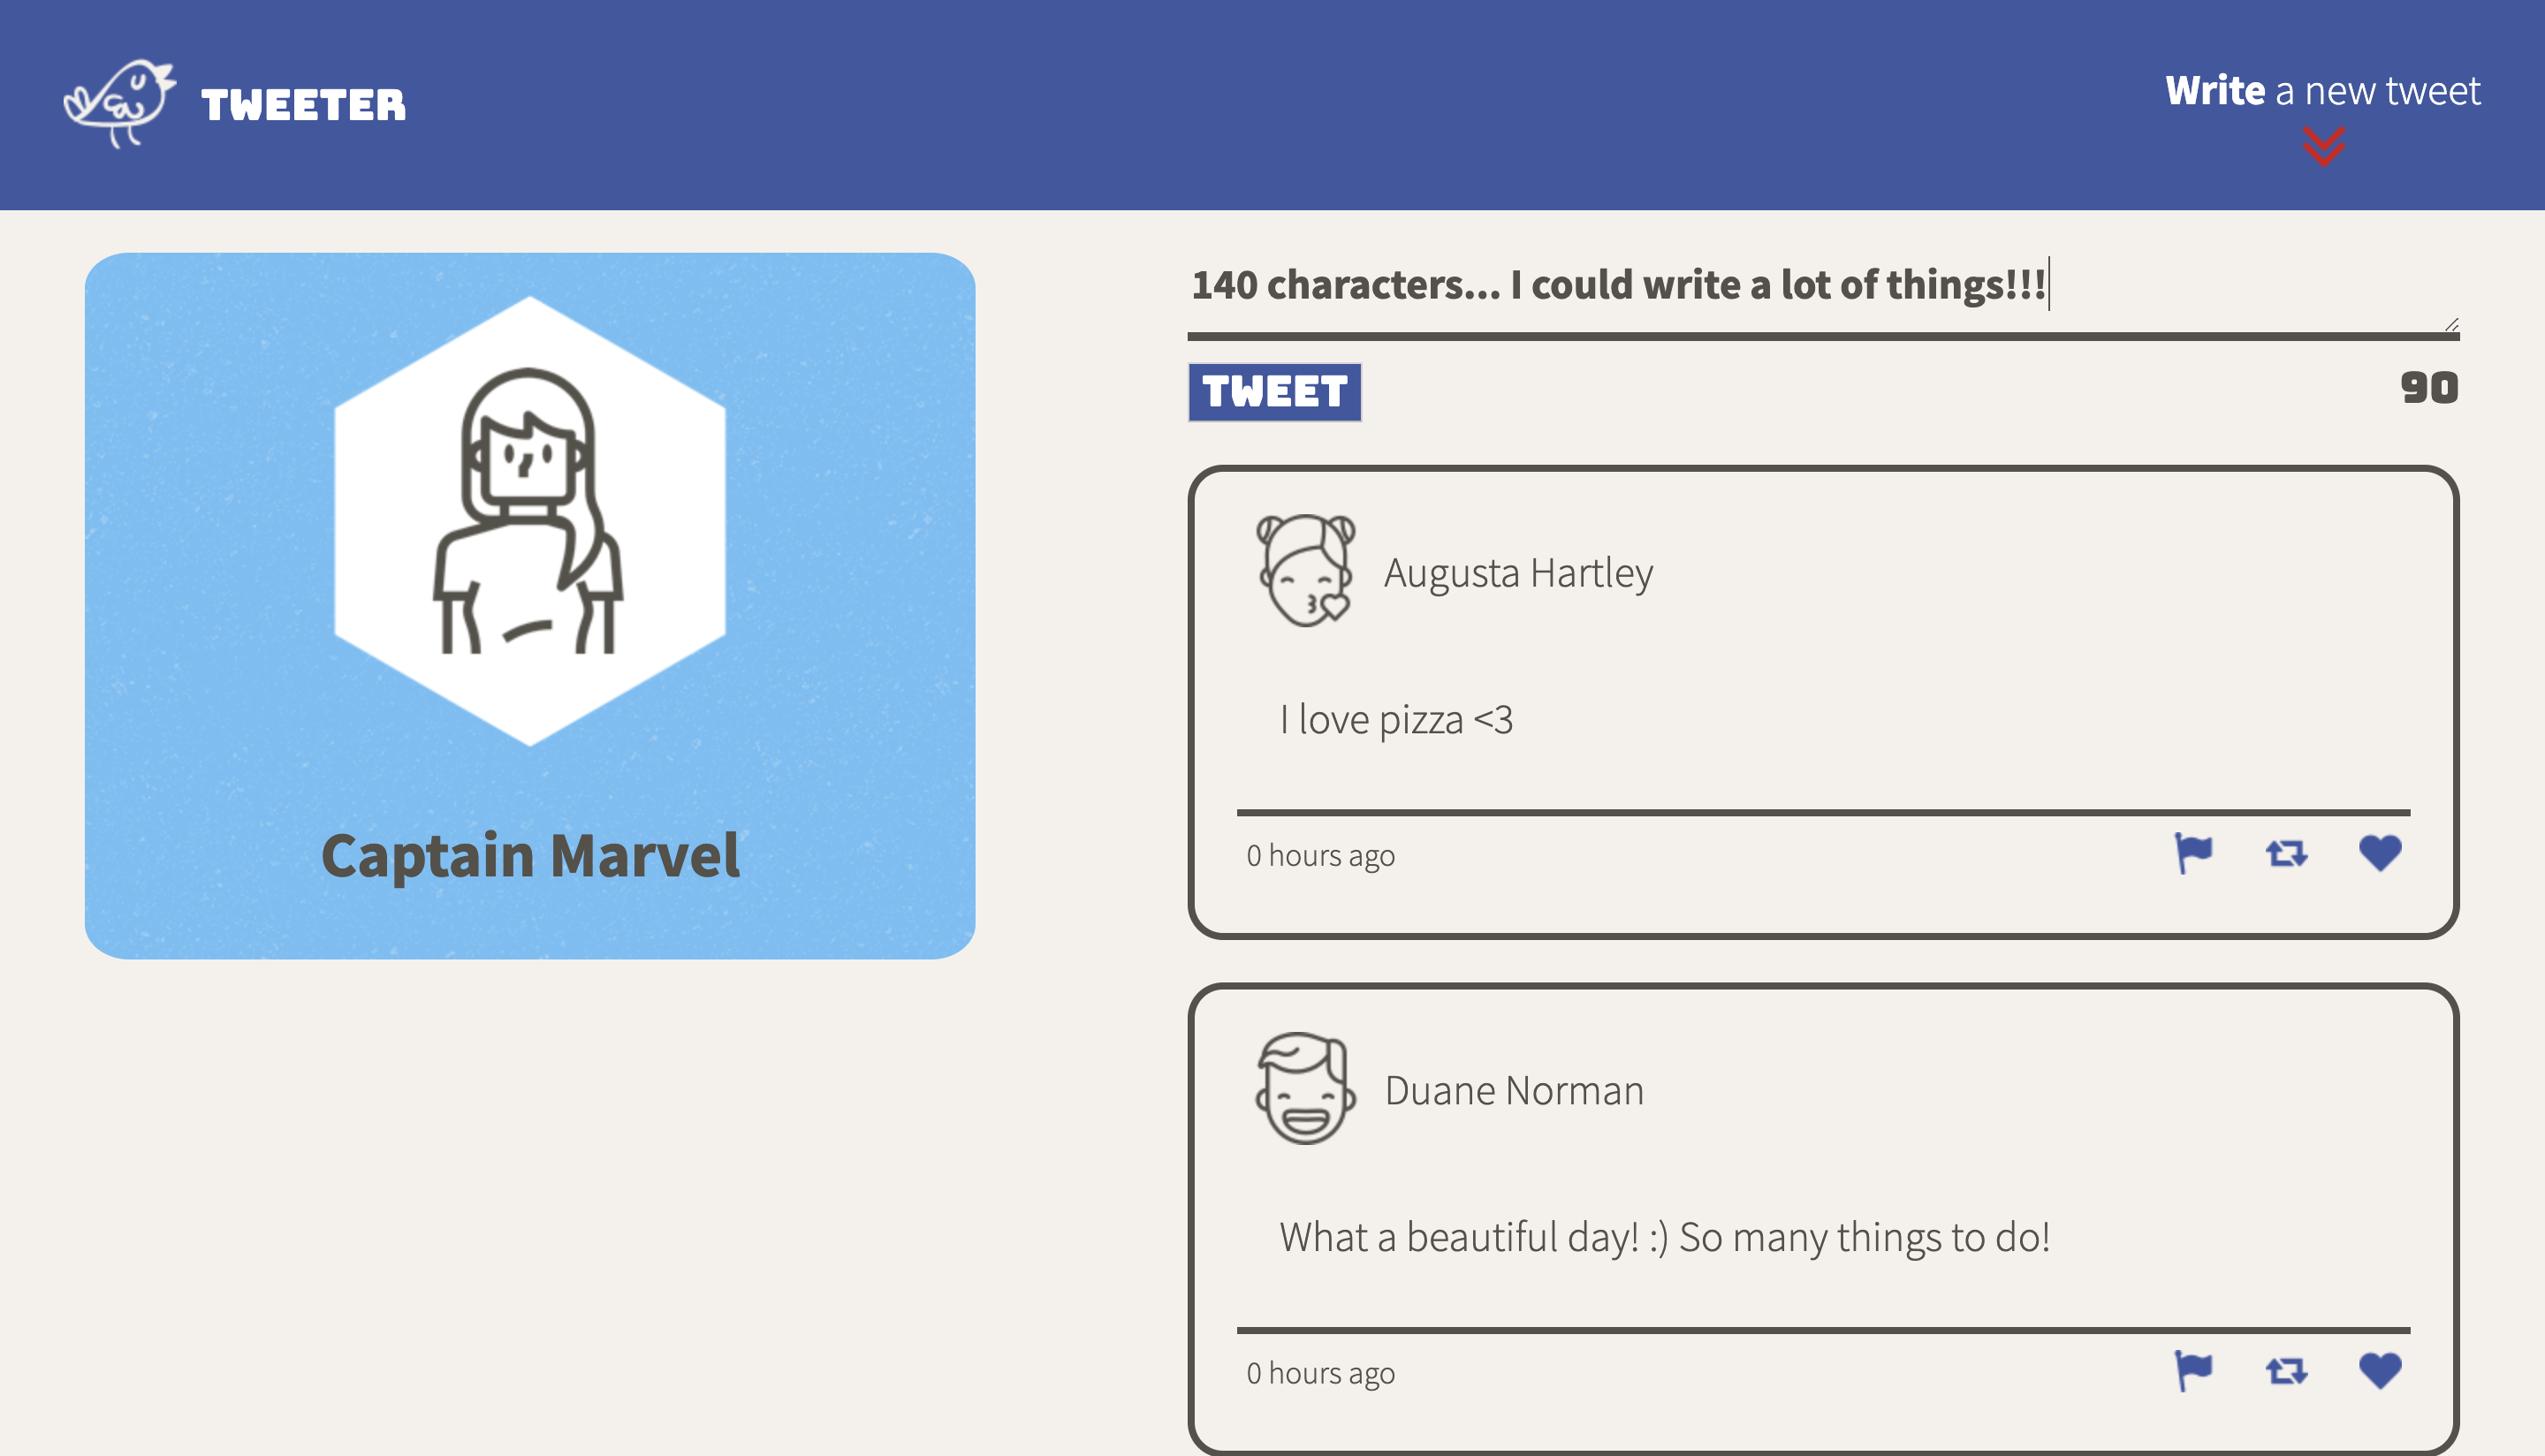 TWEETER
Write a new tweet
Captain Marvel
140 characters... I could write a lot of things!!!
TWEET
90
Augusta Hartley
I love pizza <3
0 hours ago
Duane Norman
What a beautiful day! :) So many things to do!
0 hours ago